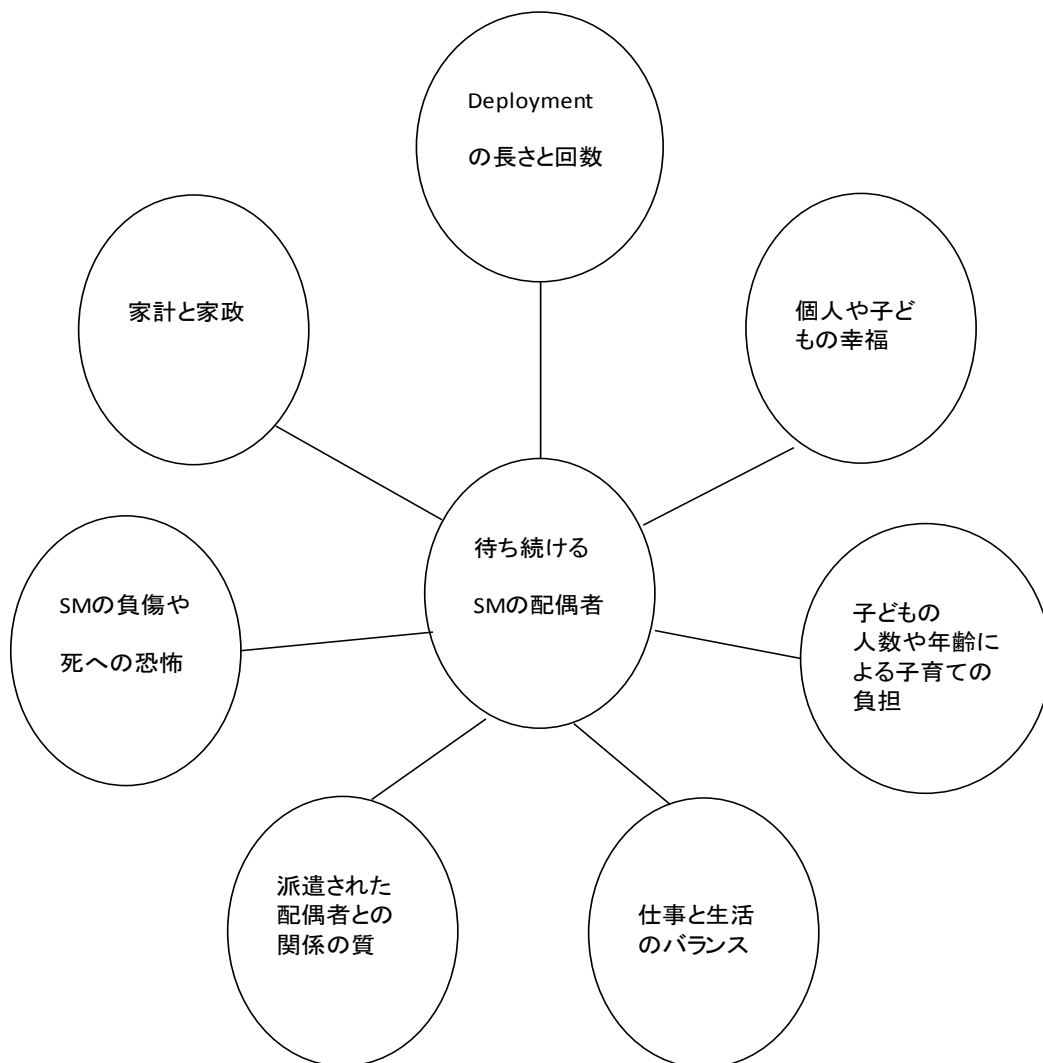 Deployment
の長さと回数
家計と家政
個人や子ど
もの幸福
待ち続ける
SMの配偶者
SMの負傷や
死への恐怖
子どもの
人数や年齢に
よる子育ての
負担
派遣された
配偶者との
関係の質
仕事と生活
のバランス